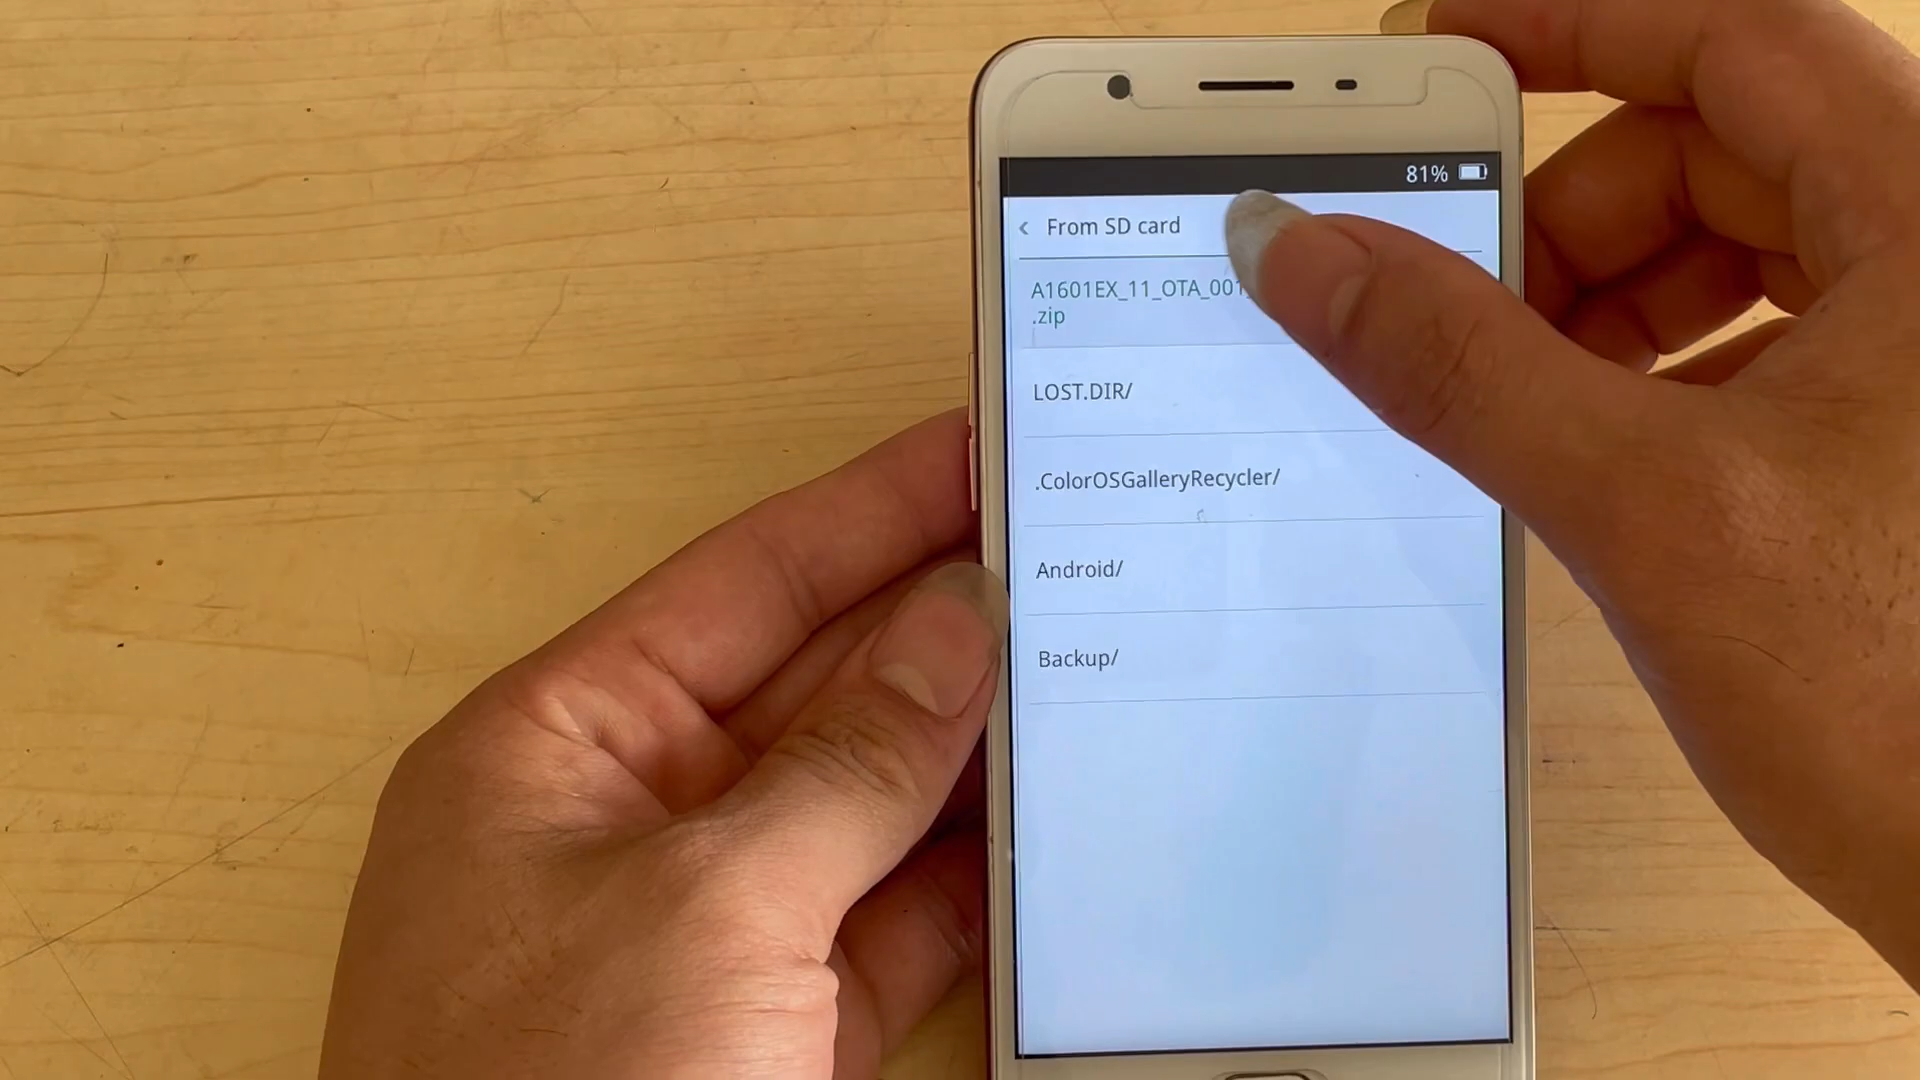 81%
From SD card
A1601EX_11_OTA_001
.zip
LOST.DIR/
.ColorOSGalleryRecycler/
Android/
Backup/